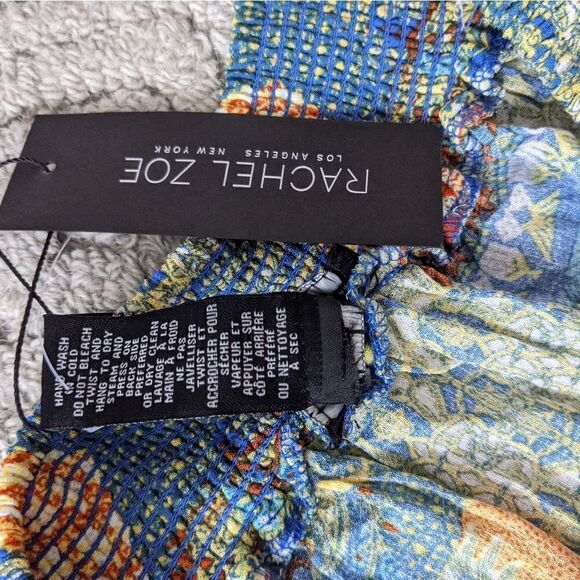 RACHEL ZOE
LOS ANGELES NEW YORK
HAND WASH
IN COLD
DO NOT BLEACH
TWIST AND
HANG TO DRY
STEAM AND
PRESS ON
BACK SIDE
PREFERRED
OR DRY CLEAN
LAVAGE À LA
MAIN À FROID
NE PAS
JAVELLISER
TWIST ET
ACCROCHER POUR
SÉCHER
VAPEUR ET
APPUYER SUR
CÔTÉ ARRIÈRE
PRÉFÉRÉ
OU NETTOYAGE
À SEC